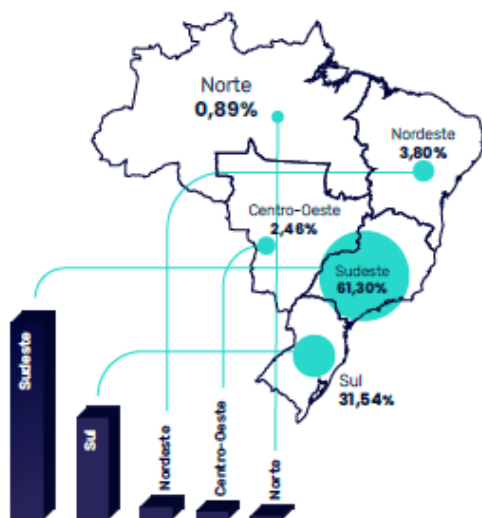 Norte
0,89%
Nordeste
3,80%
Centro-Oeste
2,46%
Sudeste
61,30%
Sul
31,54%
Sudeste
Sul
Nordeste
Centro-Oeste
Norte